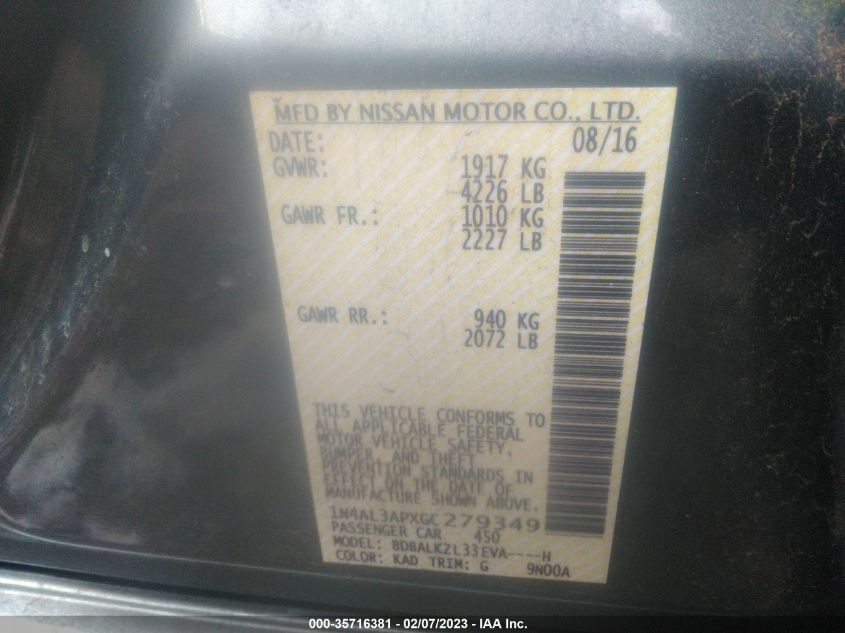 MFD BY NISSAN MOTOR CO., LTD.
DATE: 08/16
GVWR: 1917 KG
4226 LB
GAWR FR.: 1010 KG
2227 LB
GAWR RR.: 940 KG
2072 LB
THIS VEHICLE CONFORMS TO
ALL APPLICABLE FEDERAL
MOTOR VEHICLE SAFETY,
BUMPER, AND THEFT
PREVENTION STANDARDS IN
EFFECT ON THE DATE OF
MANUFACTURE SHOWN ABOVE.
1N4AL3APXGC279349
PASSENGER CAR 450
MODEL: BDBALKZL33EVA----H
COLOR: KAD TRIM: G 9N00A
000-35716381 - 02/07/2023 - IAA Inc.